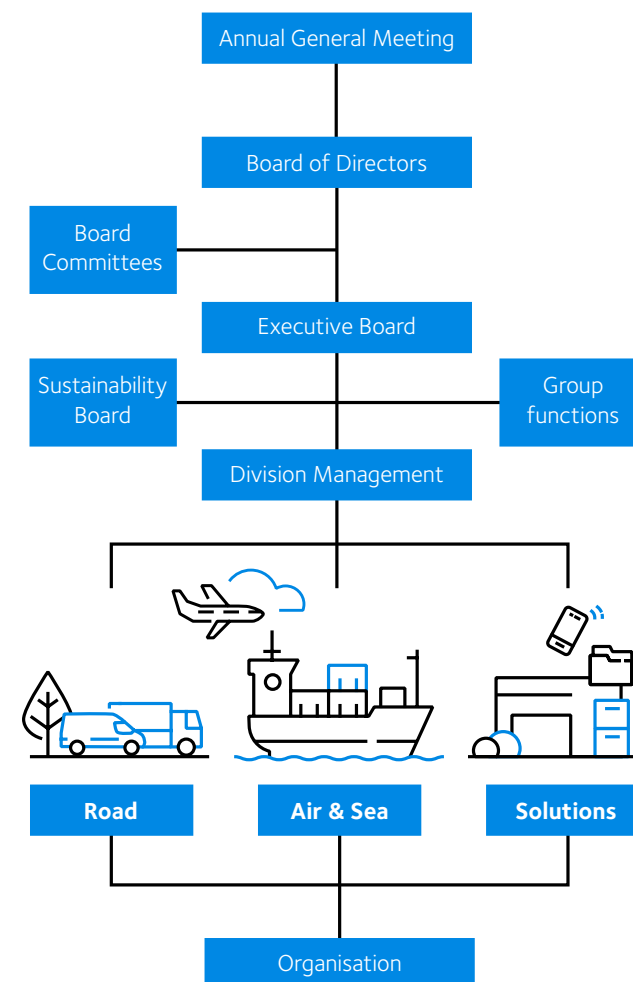 Annual General Meeting
Board of Directors
Board
Committees
Executive Board
Sustainability
Board
Group
functions
Division Management
Road
Air & Sea
Solutions
Organisation